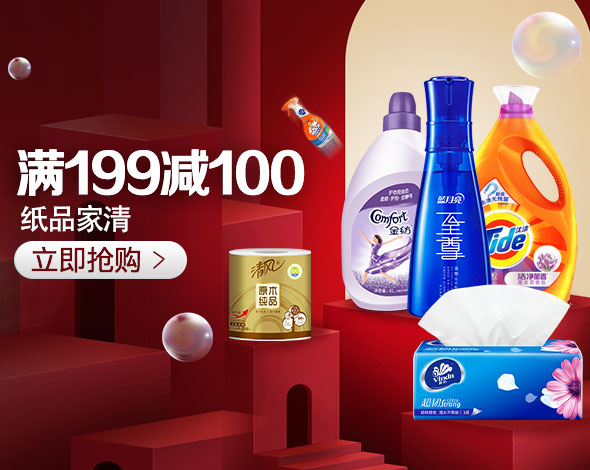 满199减100
纸品家清
立即抢购 >
清风
原木
纯品
Comfort
金纺
蓝月亮
至尊
Tide
汰渍
洁净薰香
Vinda
超韧
Strong